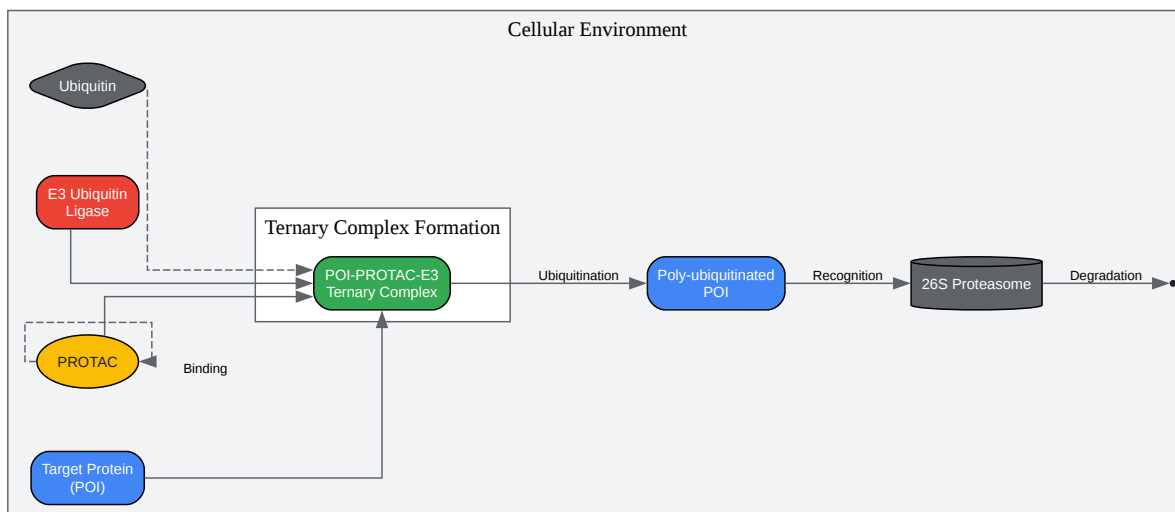 Cellular Environment
Ubiquitin
E3 Ubiquitin
Ligase
Ternary Complex Formation
POI-PROTAC-E3
Ternary Complex
Ubiquitination
Poly-ubiquitinated
POI
Recognition
26S Proteasome
Degradation
PROTAC
Binding
Target Protein
(POI)